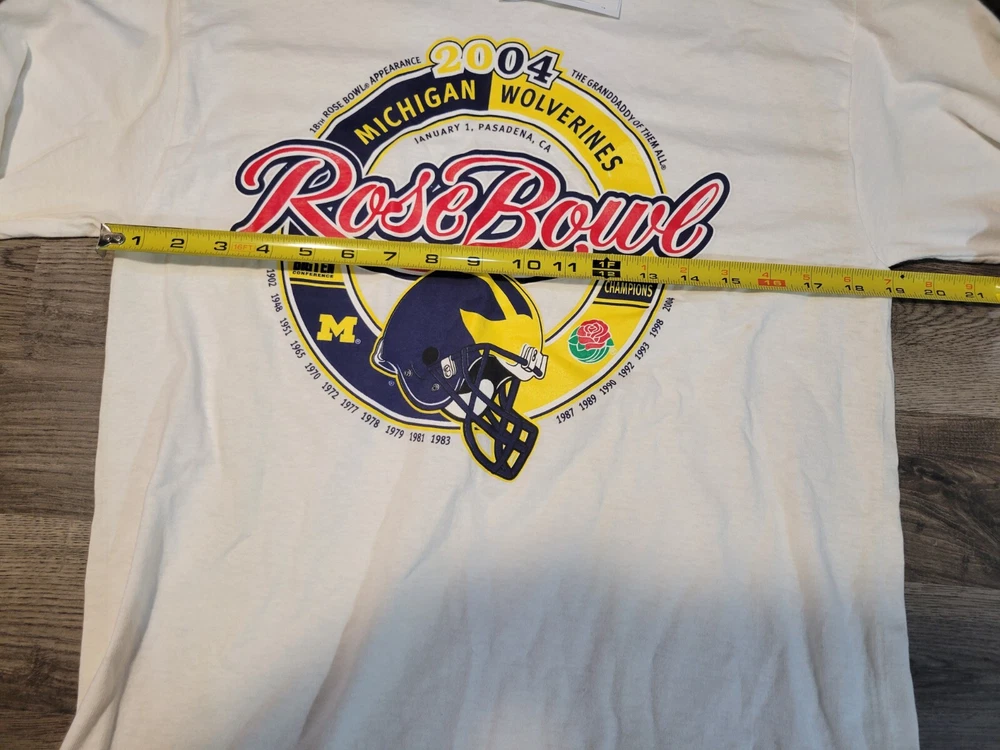 2004
18TH ROSE BOWL® APPEARANCE
THE GRANDDADDY OF THEM ALL®
MICHIGAN WOLVERINES
JANUARY 1, PASADENA, CA
Rose Bowl
1 2 3 4 5 6 7 8 9 10 11 12 13 14 15 16 17 18 19 20 21
CONFERENCE
CHAMPIONS
M®
1902 1948 1951 1965 1970 1972 1977 1978 1979 1981 1983
1987 1989 1990 1992 1993 1998 2004